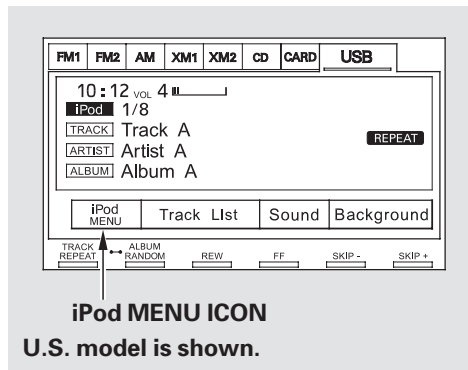 FM1 FM2 AM XM1 XM2 CD CARD USB
10:12 VOL 4
iPod 1/8
TRACK Track A
REPEAT
ARTIST Artist A
ALBUM Album A
iPod MENU Track LIst Sound Background
TRACK REPEAT ALBUM RANDOM REW FF SKIP - SKIP +
iPod MENU ICON
U.S. model is shown.